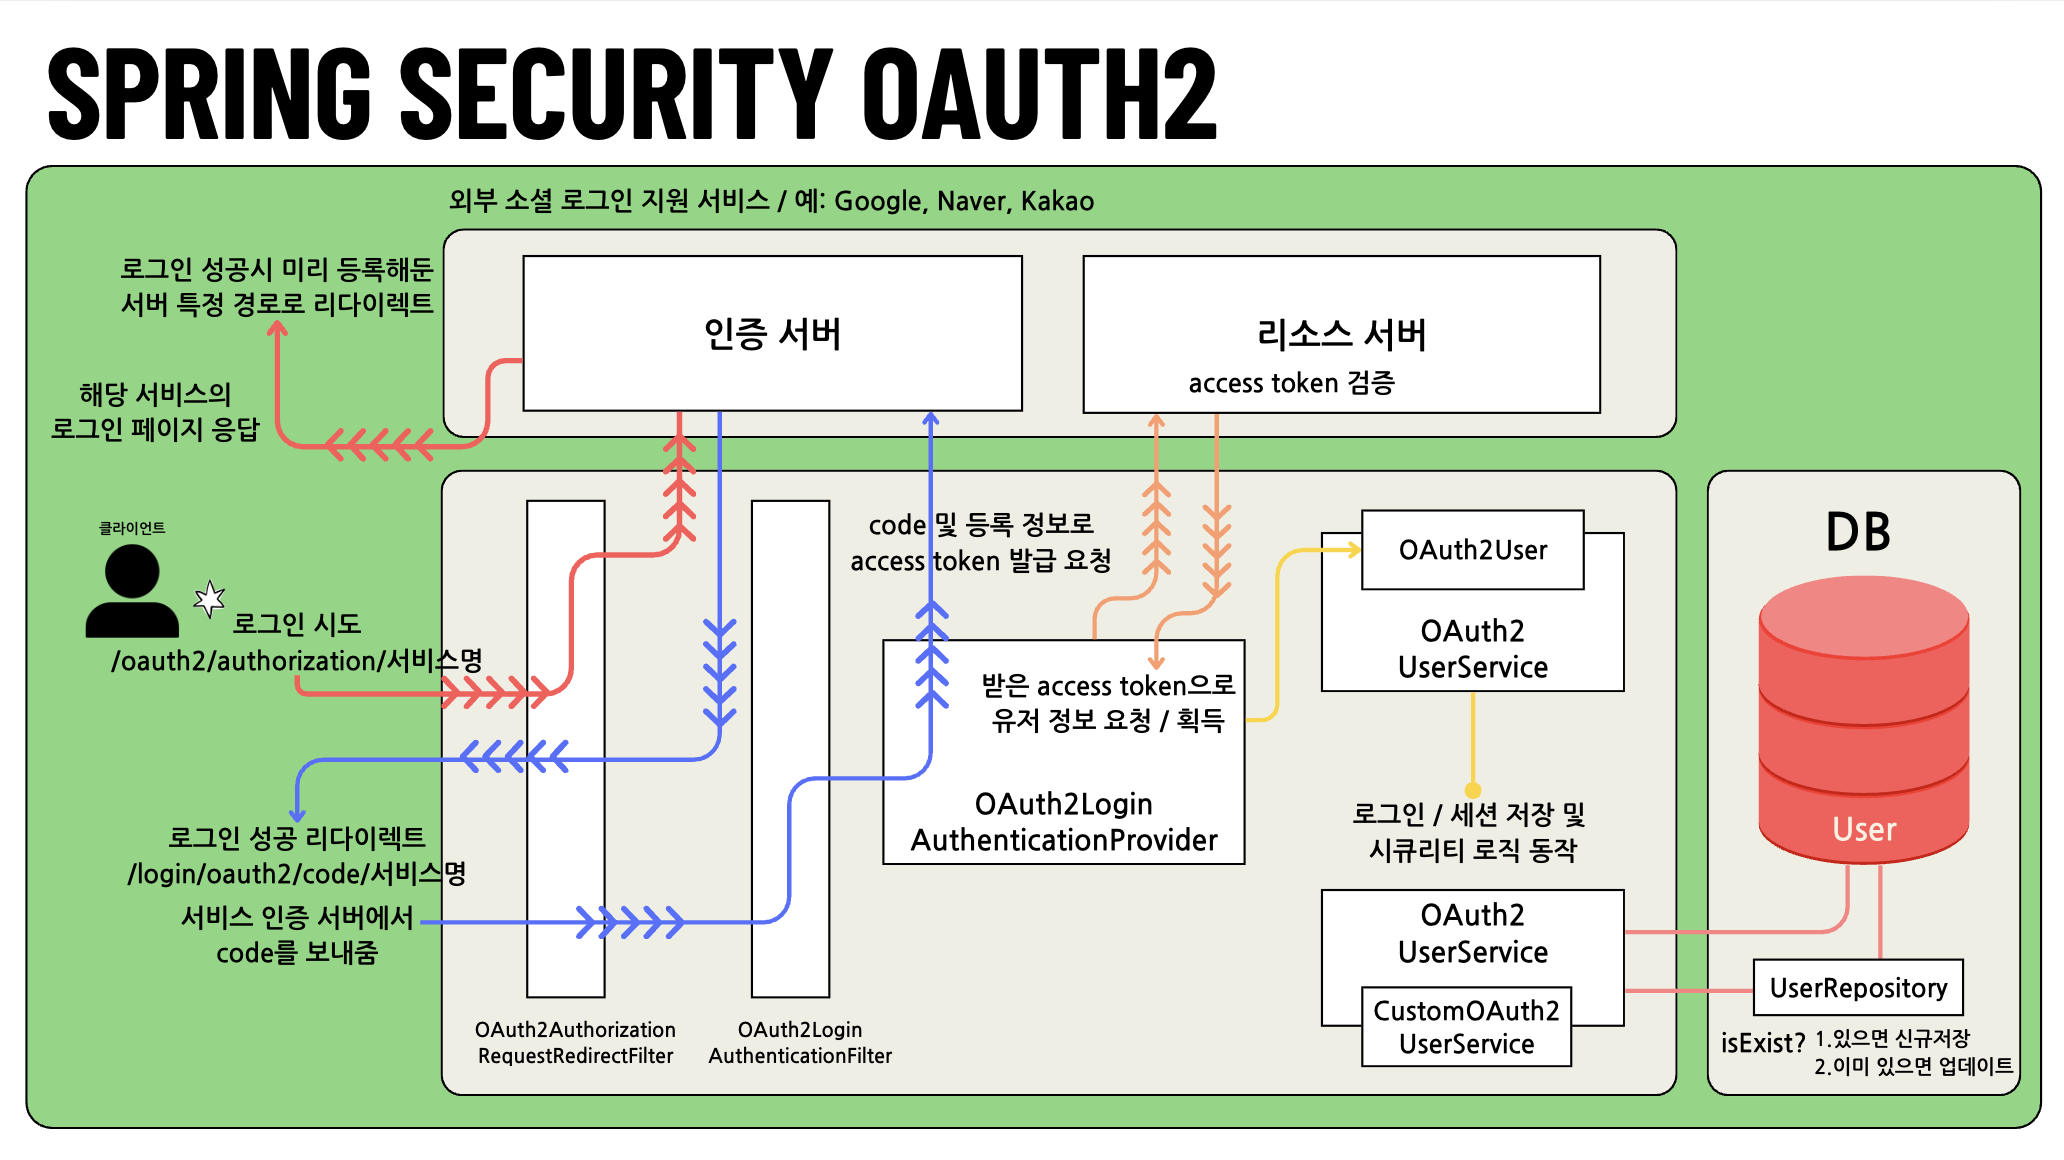 SPRING SECURITY OAUTH2
외부 소셜 로그인 지원 서비스 / 예: Google, Naver, Kakao
로그인 성공시 미리 등록해둔
서버 특정 경로로 리다이렉트
인증 서버
리소스 서버
access token 검증
해당 서비스의
로그인 페이지 응답
클라이언트
로그인 시도
/oauth2/authorization/서비스명
로그인 성공 리다이렉트
/login/oauth2/code/서비스명
서비스 인증 서버에서
code를 보내줌
OAuth2Authorization
RequestRedirectFilter
OAuth2Login
AuthenticationFilter
code 및 등록 정보로
access token 발급 요청
받은 access token으로
유저 정보 요청 / 획득
OAuth2Login
AuthenticationProvider
OAuth2User
OAuth2
UserService
로그인 / 세션 저장 및
시큐리티 로직 동작
OAuth2
UserService
CustomOAuth2
UserService
DB
User
UserRepository
isExist?
1.있으면 신규저장
2.이미 있으면 업데이트